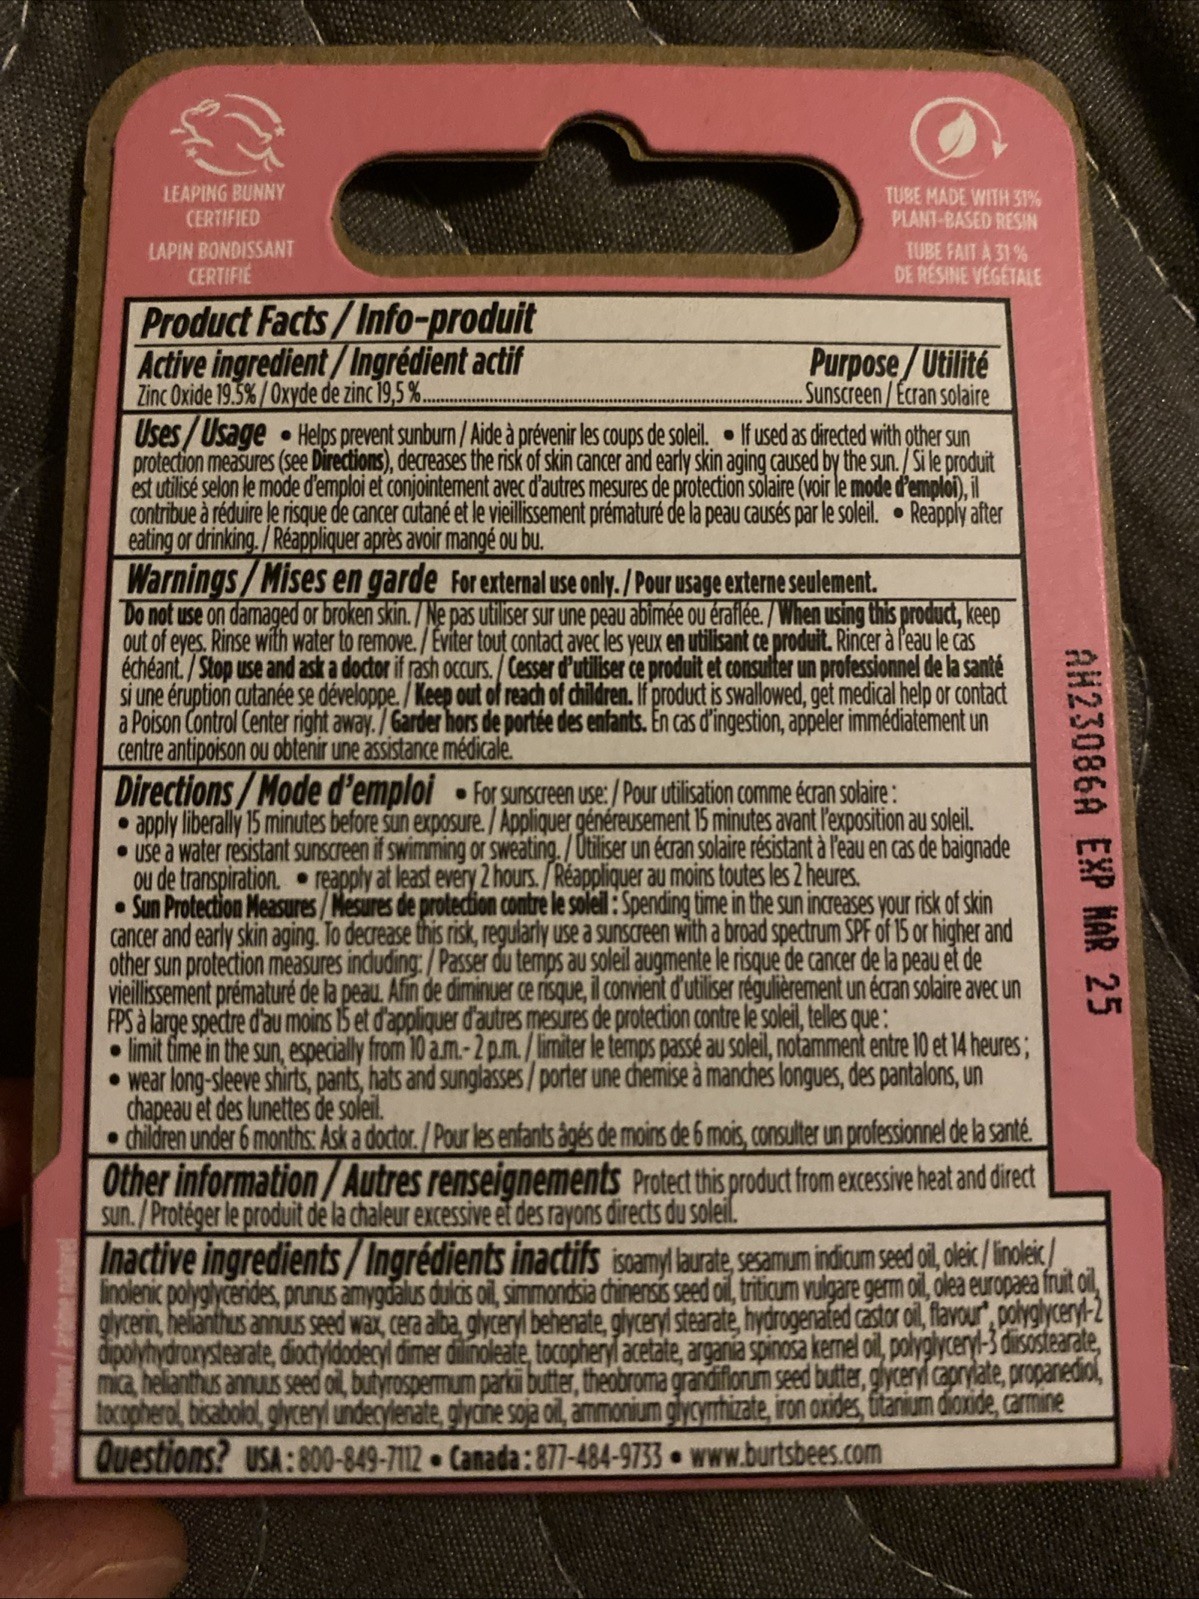 LEAPING BUNNY
CERTIFIED
LAPIN BONDISSANT
CERTIFIÉ
TUBE MADE WITH 31%
PLANT-BASED RESIN
TUBE FAIT À 31 %
DE RÉSINE VÉGÉTALE
Product Facts / Info-produit
Active ingredient / Ingrédient actif Purpose / Utilité
Zinc Oxide 19.5% / Oxyde de zinc 19,5 %........ Sunscreen / Écran solaire
Uses / Usage • Helps prevent sunburn / Aide à prévenir les coups de soleil. • If used as directed with other sun
protection measures (see Directions), decreases the risk of skin cancer and early skin aging caused by the sun. / Si le produit
est utilisé selon le mode d'emploi et conjointement avec d'autres mesures de protection solaire (voir le mode d'emploi), il
contribue à réduire le risque de cancer cutané et le vieillissement prématuré de la peau causés par le soleil. • Reapply after
eating or drinking. / Réappliquer après avoir mangé ou bu.
Warnings / Mises en garde For external use only. / Pour usage externe seulement.
Do not use on damaged or broken skin. / Ne pas utiliser sur une peau abîmée ou éraflée. / When using this product, keep
out of eyes. Rinse with water to remove. / Éviter tout contact avec les yeux en utilisant ce produit. Rincer à l'eau le cas
échéant. / Stop use and ask a doctor if rash occurs. / Cesser d'utiliser ce produit et consulter un professionnel de la santé
si une éruption cutanée se développe. / Keep out of reach of children. If product is swallowed, get medical help or contact
a Poison Control Center right away. / Garder hors de portée des enfants. En cas d'ingestion, appeler immédiatement un
centre antipoison ou obtenir une assistance médicale.
Directions / Mode d'emploi • For sunscreen use: / Pour utilisation comme écran solaire :
• apply liberally 15 minutes before sun exposure. / Appliquer généreusement 15 minutes avant l'exposition au soleil.
• use a water resistant sunscreen if swimming or sweating. / Utiliser un écran solaire résistant à l'eau en cas de baignade
ou de transpiration. • reapply at least every 2 hours. / Réappliquer au moins toutes les 2 heures.
• Sun Protection Measures / Mesures de protection contre le soleil : Spending time in the sun increases your risk of skin
cancer and early skin aging. To decrease this risk, regularly use a sunscreen with a broad spectrum SPF of 15 or higher and
other sun protection measures including: / Passer du temps au soleil augmente le risque de cancer de la peau et de
vieillissement prématuré de la peau. Afin de diminuer ce risque, il convient d'utiliser régulièrement un écran solaire avec un
FPS à large spectre d'au moins 15 et d'appliquer d'autres mesures de protection contre le soleil, telles que :
• limit time in the sun, especially from 10 a.m.- 2 p.m. / limiter le temps passé au soleil, notamment entre 10 et 14 heures ;
• wear long-sleeve shirts, pants, hats and sunglasses / porter une chemise à manches longues, des pantalons, un
chapeau et des lunettes de soleil.
• children under 6 months: Ask a doctor. / Pour les enfants âgés de moins de 6 mois, consulter un professionnel de la santé.
Other information / Autres renseignements Protect this product from excessive heat and direct
sun. / Protéger le produit de la chaleur excessive et des rayons directs du soleil.
Inactive ingredients / Ingrédients inactifs isoamyl laurate, sesamum indicum seed oil, oleic / linoleic /
linolenic polyglycerides, prunus amygdalus dulcis oil, simmondsia chinensis seed oil, triticum vulgare germ oil, olea europaea fruit oil,
glycerin, helianthus annuus seed wax, cera alba, glyceryl behenate, glyceryl stearate, hydrogenated castor oil, flavour*, polyglyceryl-2
dipolyhydroxystearate, dioctyldodecyl dimer dilinoleate, tocopheryl acetate, argania spinosa kernel oil, polyglyceryl-3 diisostearate,
mica, helianthus annuus seed oil, butyrospermum parkii butter, theobroma grandiflorum seed butter, glyceryl caprylate, propanediol,
tocopherol, bisabolol, glyceryl undecylenate, glycine soja oil, ammonium glycyrrhizate, iron oxides, titanium dioxide, carmine
Questions? USA : 800-849-7112 • Canada : 877-484-9733 • www.burtsbees.com
*natural flavor / arôme naturel
AH23086A EXP MAR 25